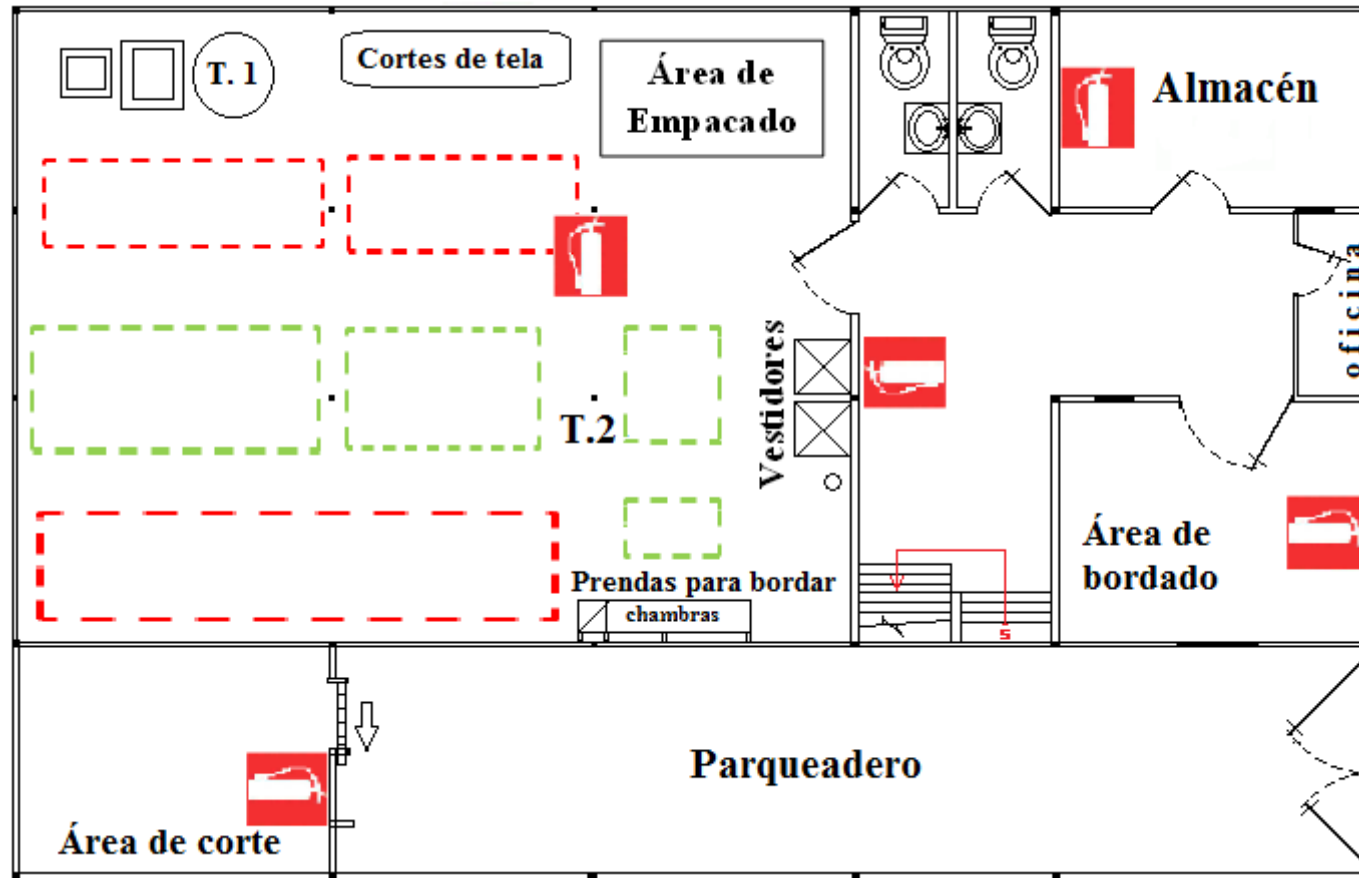 T. 1
Cortes de tela
Área de
Empacado
Almacén
oficina
Vestidores
T.2
Área de
bordado
Prendas para bordar
chambras
s
Parqueadero
Área de corte